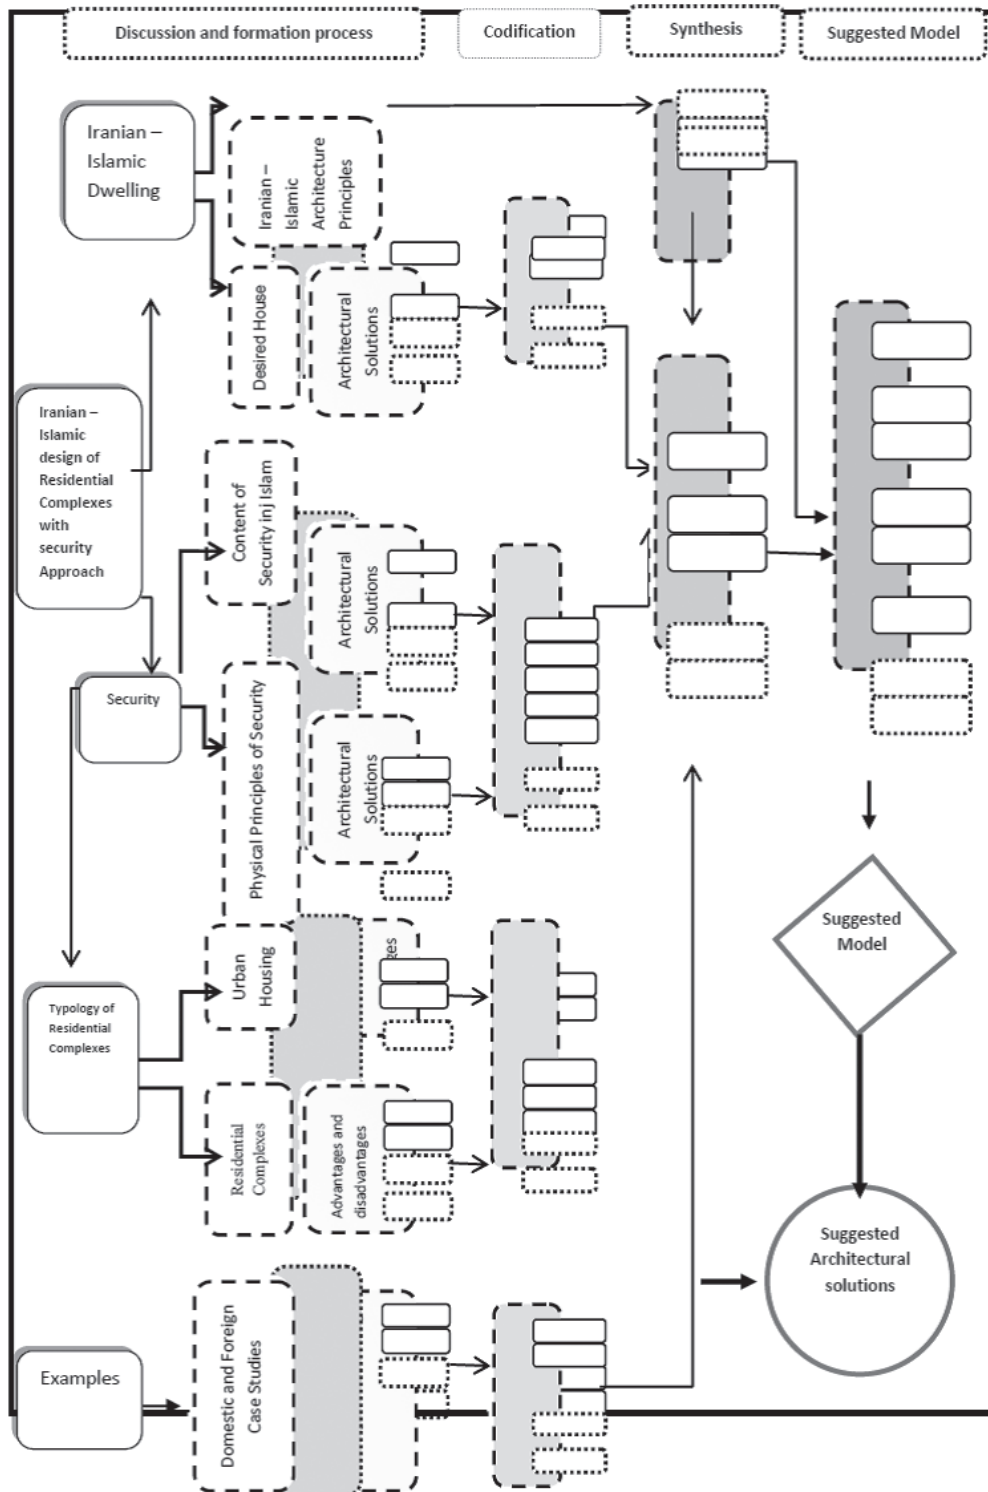 Discussion and formation process
Codification
Synthesis
Suggested Model
Iranian –
Islamic
Dwelling
Iranian –
Islamic
Architecture
Principles
Desired House
Architectural
Solutions
Iranian –
Islamic
design of
Residential
Complexes
with
security
Approach
Content of
Security inj Islam
Architectural
Solutions
Security
Physical Principles of Security
Architectural
Solutions
Suggested
Model
Urban
Housing
Typology of
Residential
Complexes
Residential
Complexes
Advantages and
disadvantages
Suggested
Architectural
solutions
Examples
Domestic and Foreign
Case Studies